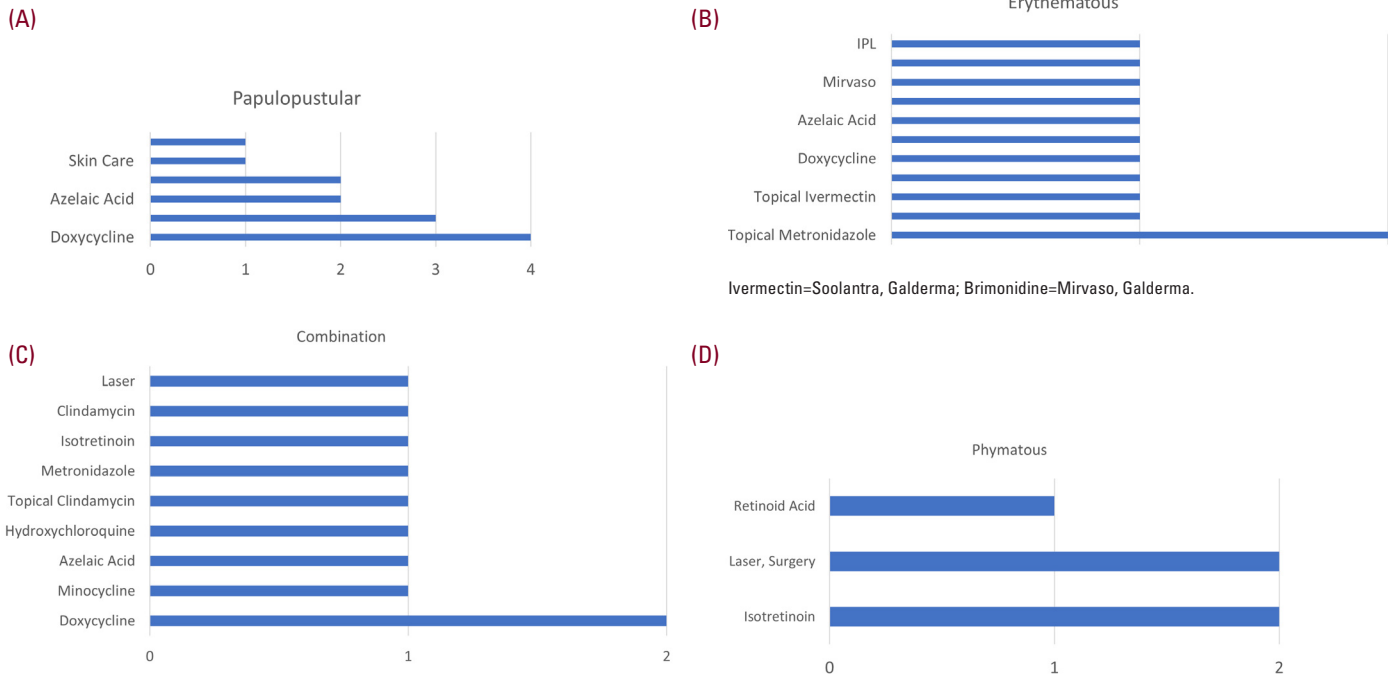 (A)
Papulopustular
Skin Care
Azelaic Acid
Doxycycline
0 1 2 3 4
(B)
Erythematous
IPL
Mirvaso
Azelaic Acid
Doxycycline
Topical Ivermectin
Topical Metronidazole
Ivermectin=Soolantra, Galderma; Brimonidine=Mirvaso, Galderma.
(C)
Combination
Laser
Clindamycin
Isotretinoin
Metronidazole
Topical Clindamycin
Hydroxychloroquine
Azelaic Acid
Minocycline
Doxycycline
0 1 2
(D)
Phymatous
Retinoid Acid
Laser, Surgery
Isotretinoin
0 1 2